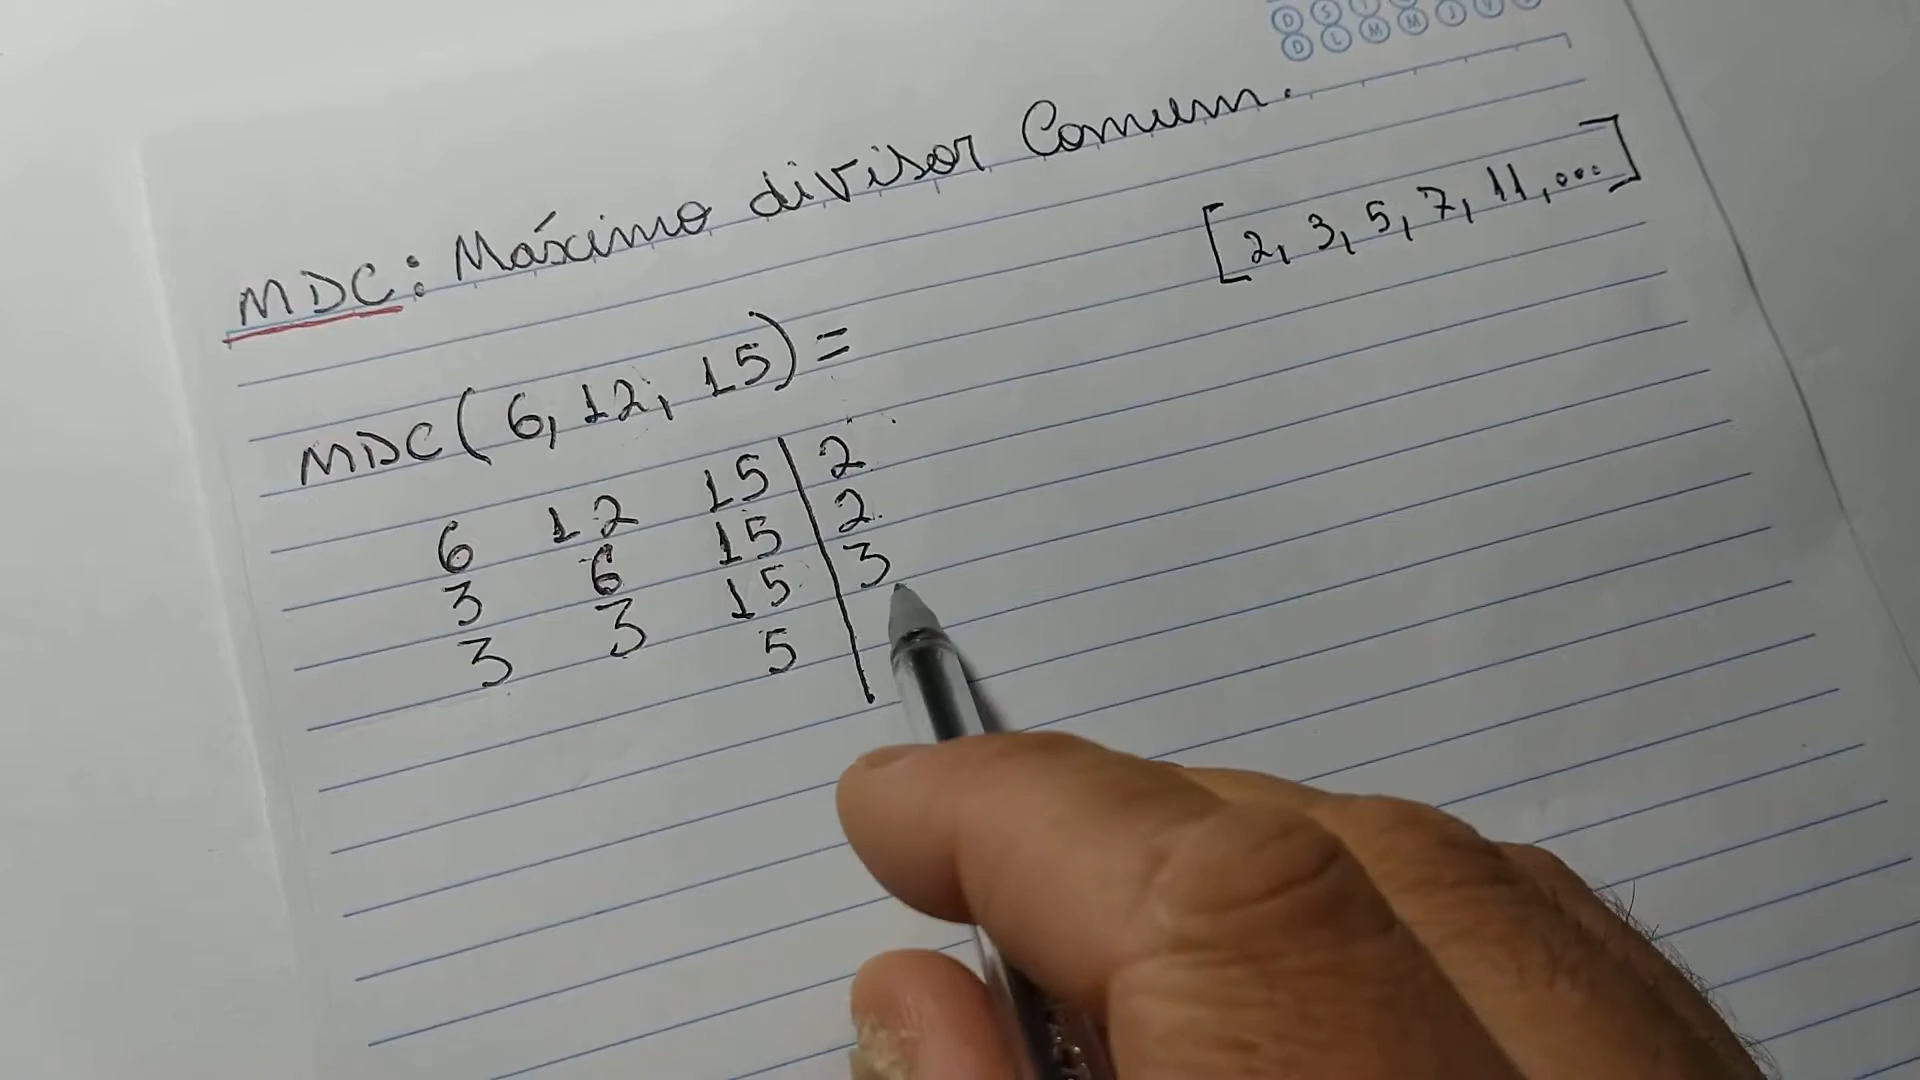 D S T
D L M M J V
MDC: Máximo divisor Comum.
[2, 3, 5, 7, 11, ...]
MDC(6, 12, 15) =
6 12 15 | 2
3 6 15 | 2
3 3 15 | 3
3 5